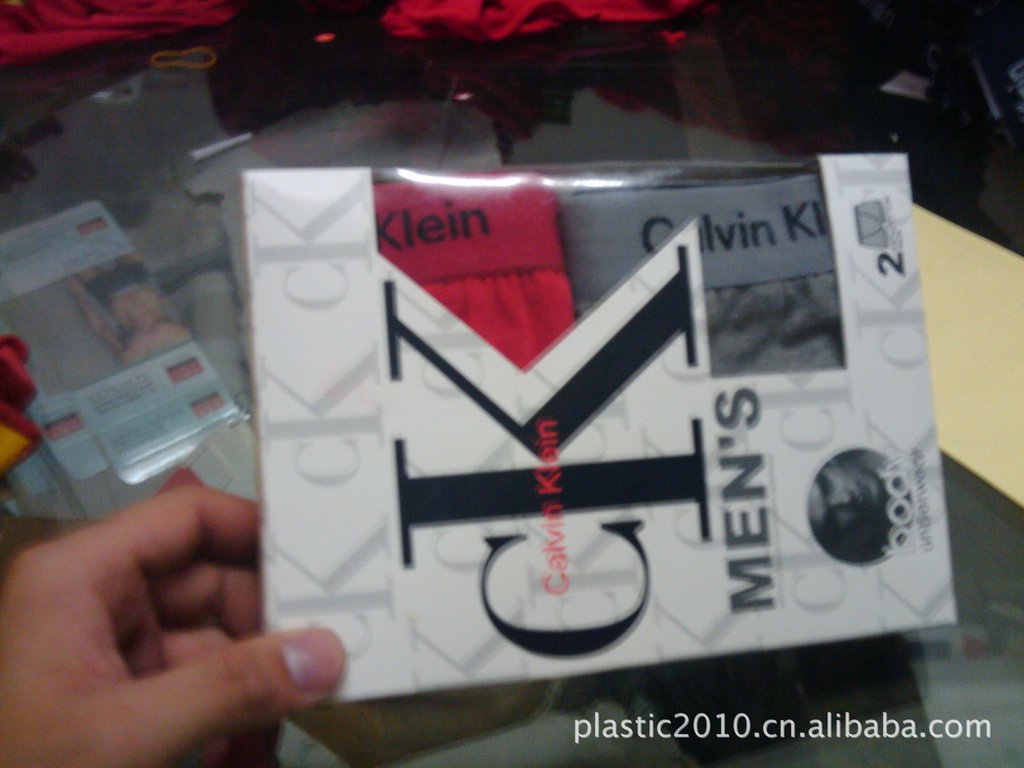 Klein
Calvin Kl
CK
Calvin Klein
MEN'S
2
body
underwear
plastic2010.cn.alibaba.com